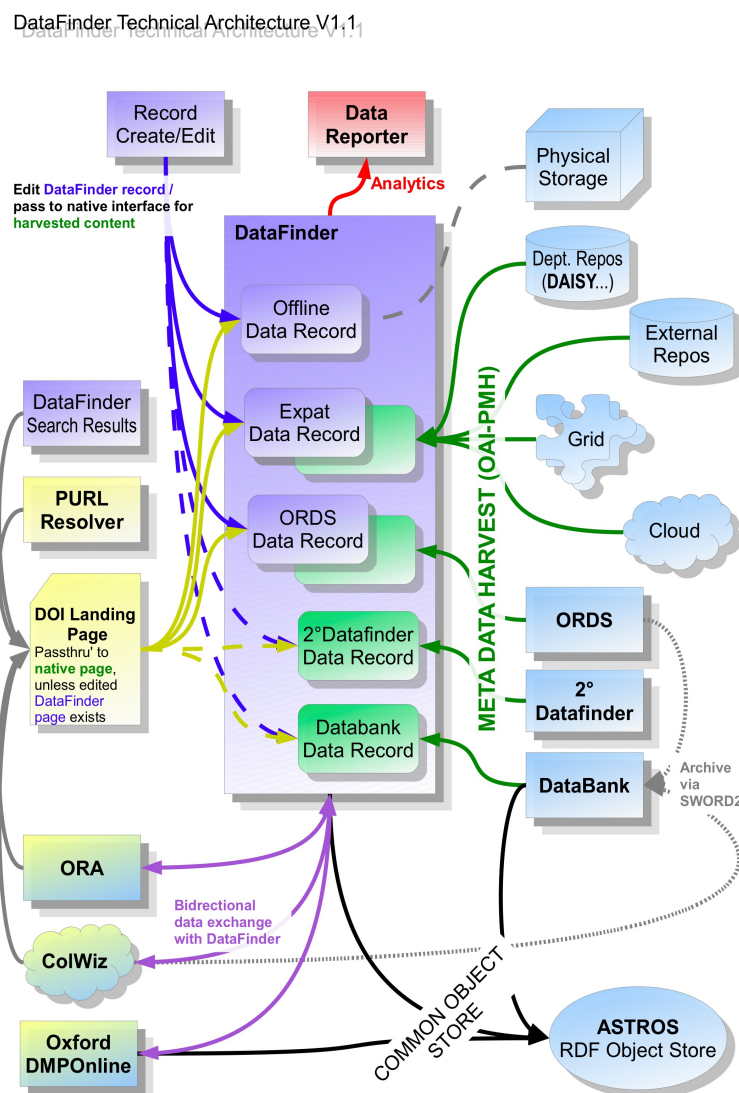 DataFinder Technical Architecture V1.1
Record
Create/Edit
Data
Reporter
Physical
Storage
Analytics
Edit DataFinder record /
pass to native interface for
harvested content
DataFinder
Dept. Repos
(DAISY...)
Offline
Data Record
External
Repos
DataFinder
Search Results
Expat
Data Record
Grid
META DATA HARVEST (OAI-PMH)
PURL
Resolver
ORDS
Data Record
Cloud
DOI Landing
Page
Passthru' to
native page,
unless edited
DataFinder
page exists
2°Datafinder
Data Record
ORDS
2°
Datafinder
Databank
Data Record
DataBank
Archive
via
SWORD2
ORA
Bidrectional
data exchange
with DataFinder
ColWiz
COMMON OBJECT
STORE
Oxford
DMPOnline
ASTROS
RDF Object Store